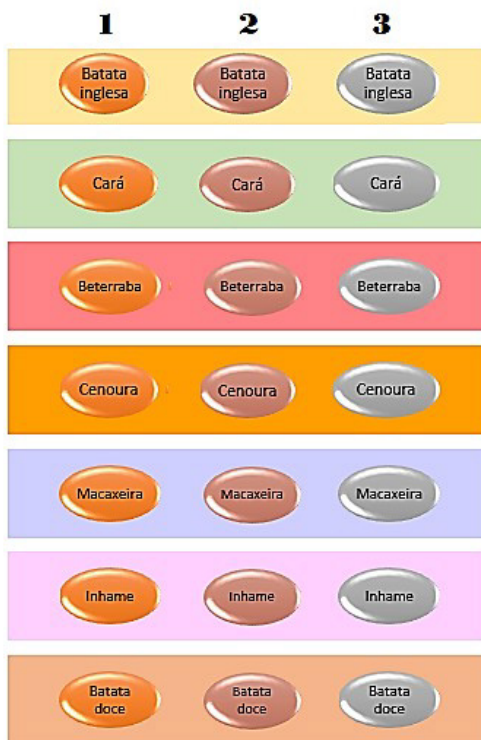 1 2 3
Batata Batata Batata
inglesa inglesa inglesa
Cará Cará Cará
Beterraba Beterraba Beterraba
Cenoura Cenoura Cenoura
Macaxeira Macaxeira Macaxeira
Inhame Inhame Inhame
Batata Batata Batata
doce doce doce